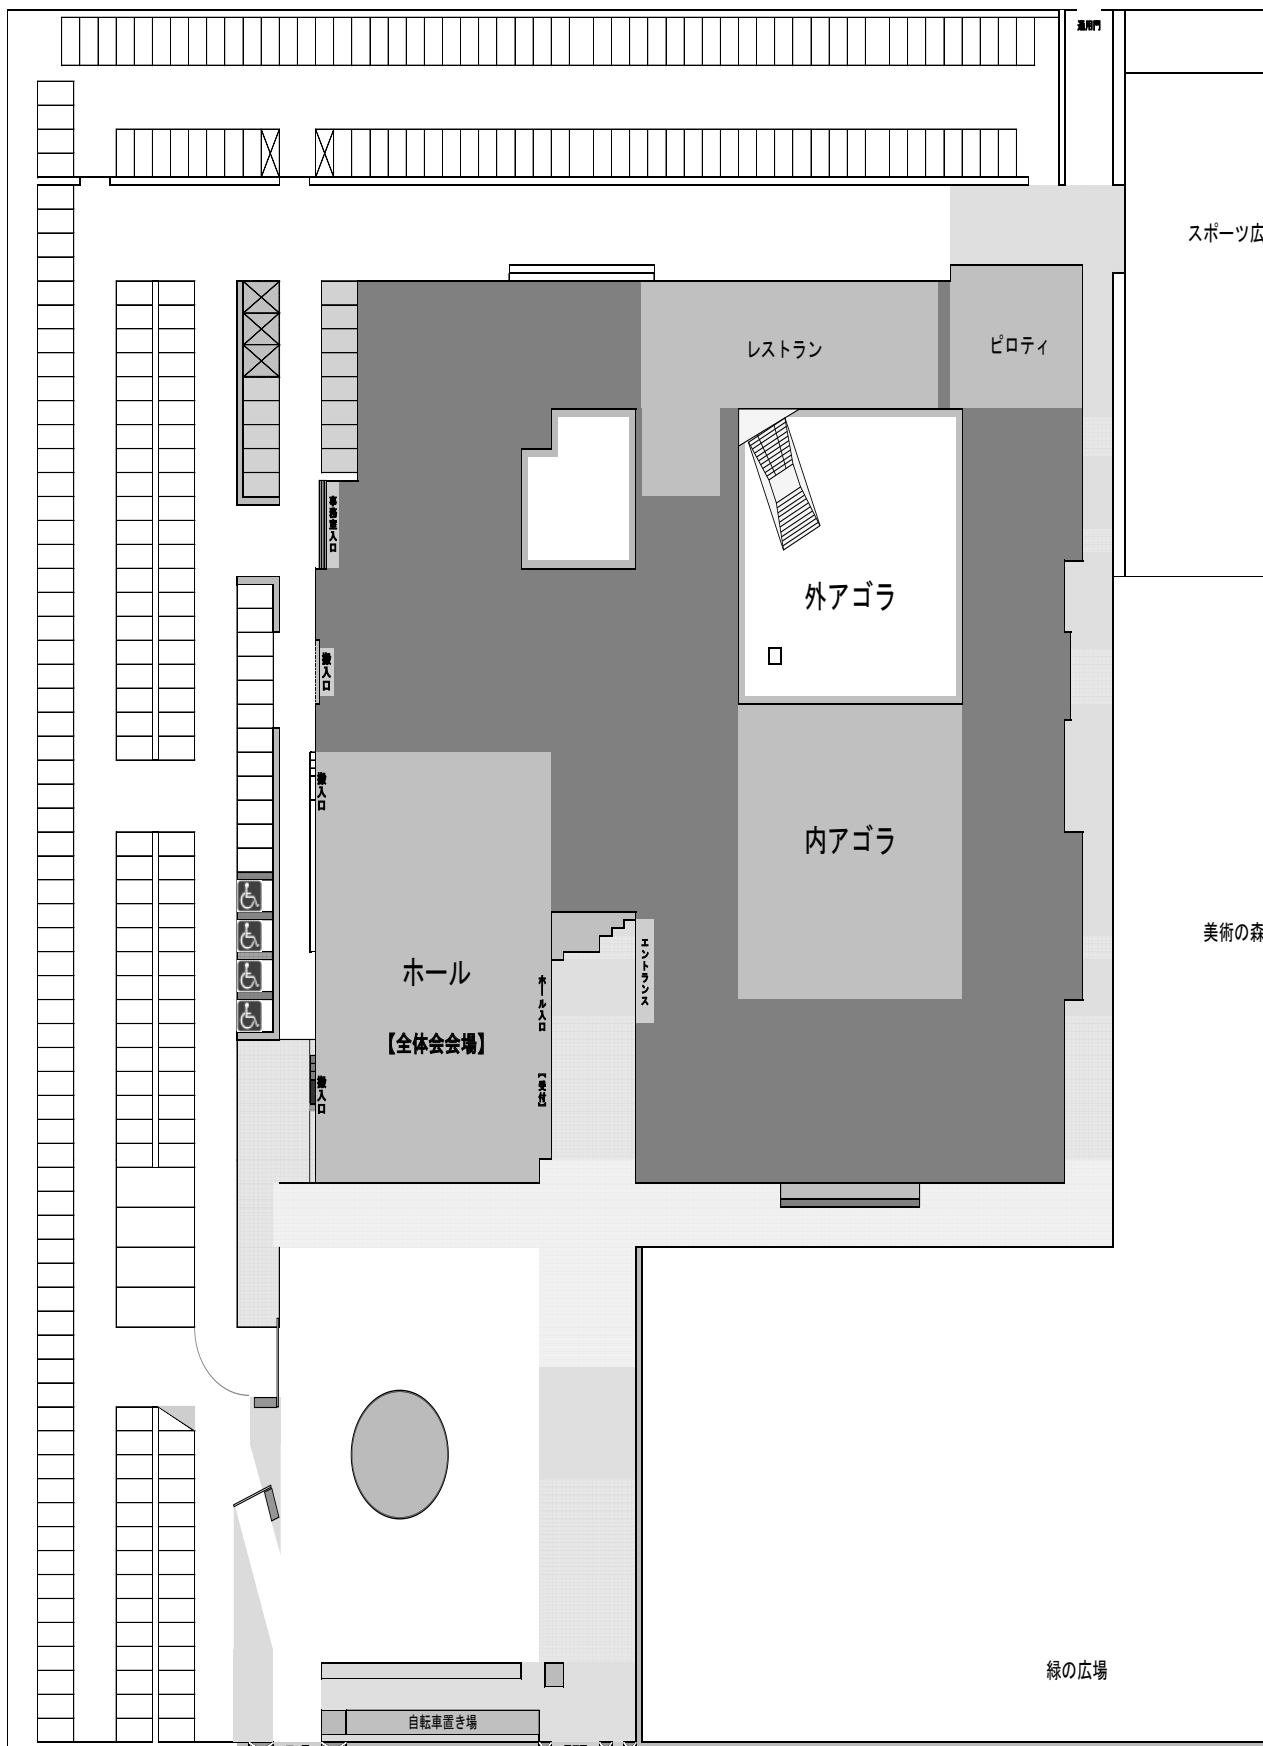 通用門
スポーツ広
レストラン
ピロティ
事務室入口
外アゴラ
搬入口
搬入口
内アゴラ
美術の森
エントランス
ホール
ホール入口
【全体会会場】
【受付】
搬入口
緑の広場
自転車置き場